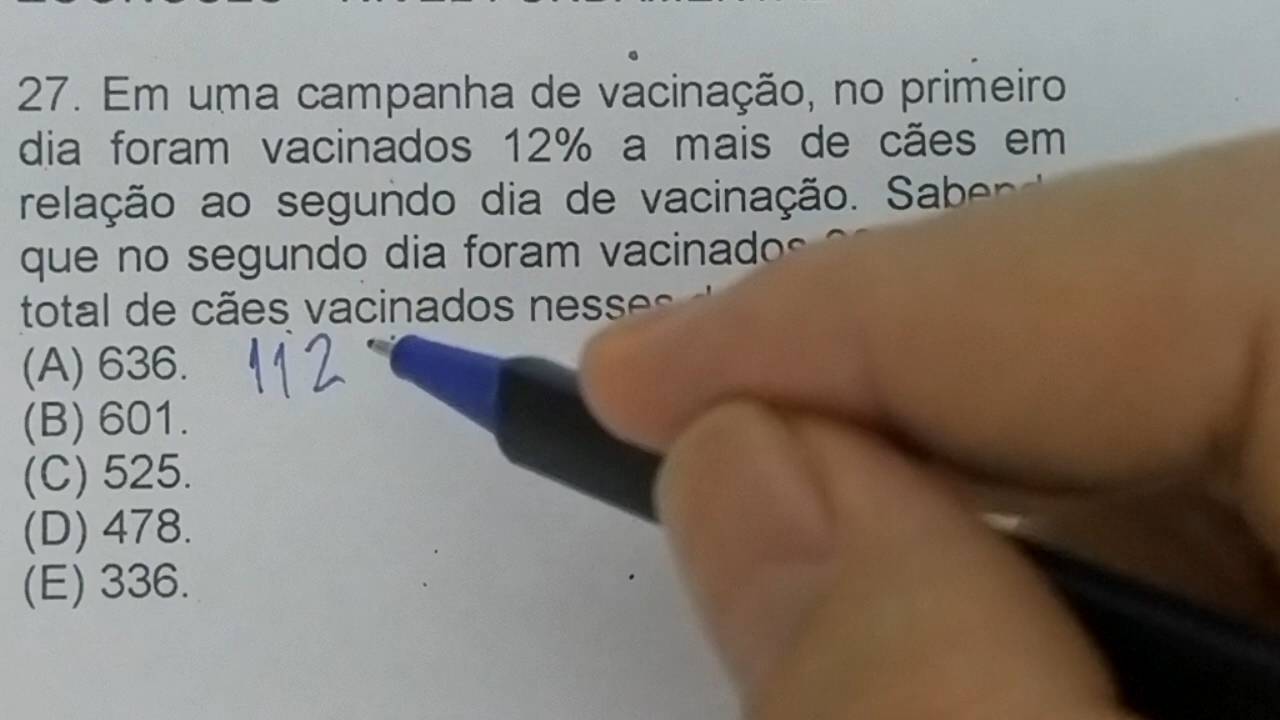 27. Em uma campanha de vacinação, no primeiro
dia foram vacinados 12% a mais de cães em
relação ao segundo dia de vacinação.
que no segundo dia foram vacinados
total de cães vacinados nesses
(A) 636. 112
(B) 601.
(C) 525.
(D) 478.
(E) 336.